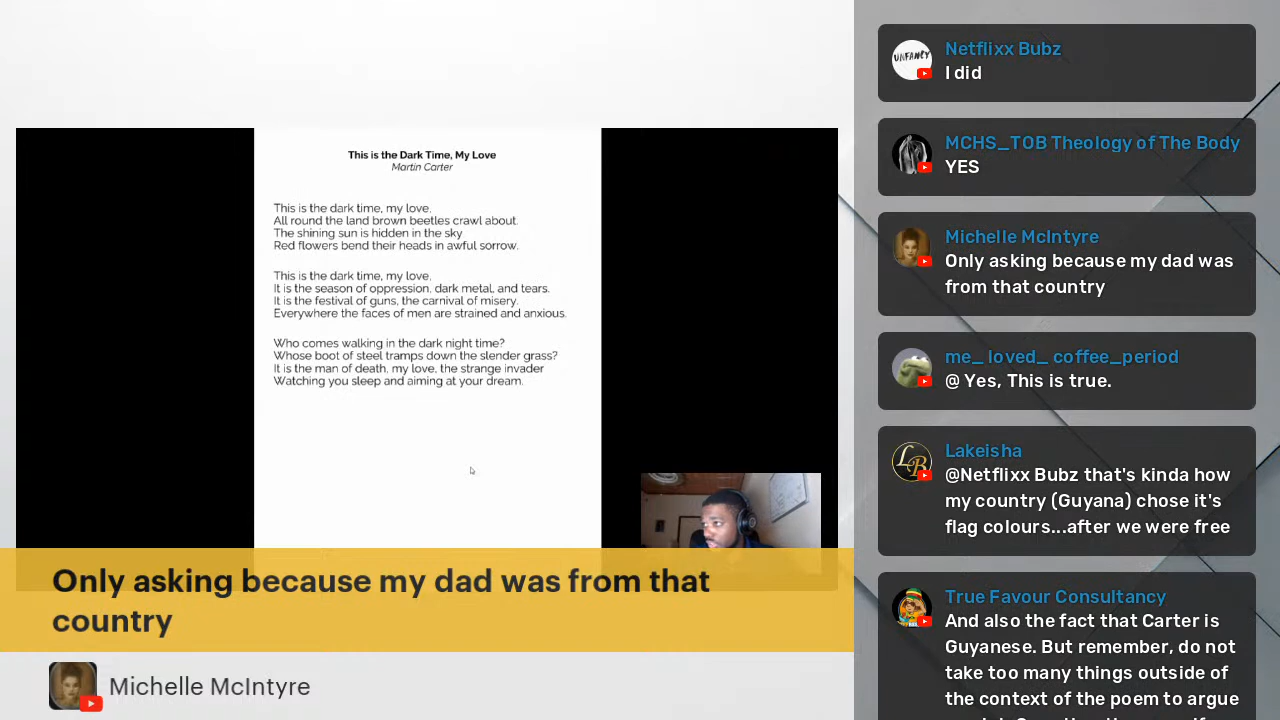 This is the Dark Time, My Love
Martin Carter
This is the dark time, my love.
All round the land brown beetles crawl about.
The shining sun is hidden in the sky
Red flowers bend their heads in awful sorrow.
This is the dark time, my love,
It is the season of oppression, dark metal, and tears.
It is the festival of guns, the carnival of misery.
Everywhere the faces of men are strained and anxious.
Who comes walking in the dark night time?
Whose boot of steel tramps down the slender grass?
It is the man of death, my love, the strange invader
Watching you sleep and aiming at your dream.
Only asking because my dad was from that
country
Michelle McIntyre
UNFANCY
Netflixx Bubz
I did
MCHS_TOB Theology of The Body
YES
Michelle McIntyre
Only asking because my dad was
from that country
me_ loved_ coffee_period
@ Yes, This is true.
LB
Lakeisha
@Netflixx Bubz that's kinda how
my country (Guyana) chose it's
flag colours...after we were free
True Favour Consultancy
And also the fact that Carter is
Guyanese. But remember, do not
take too many things outside of
the context of the poem to argue